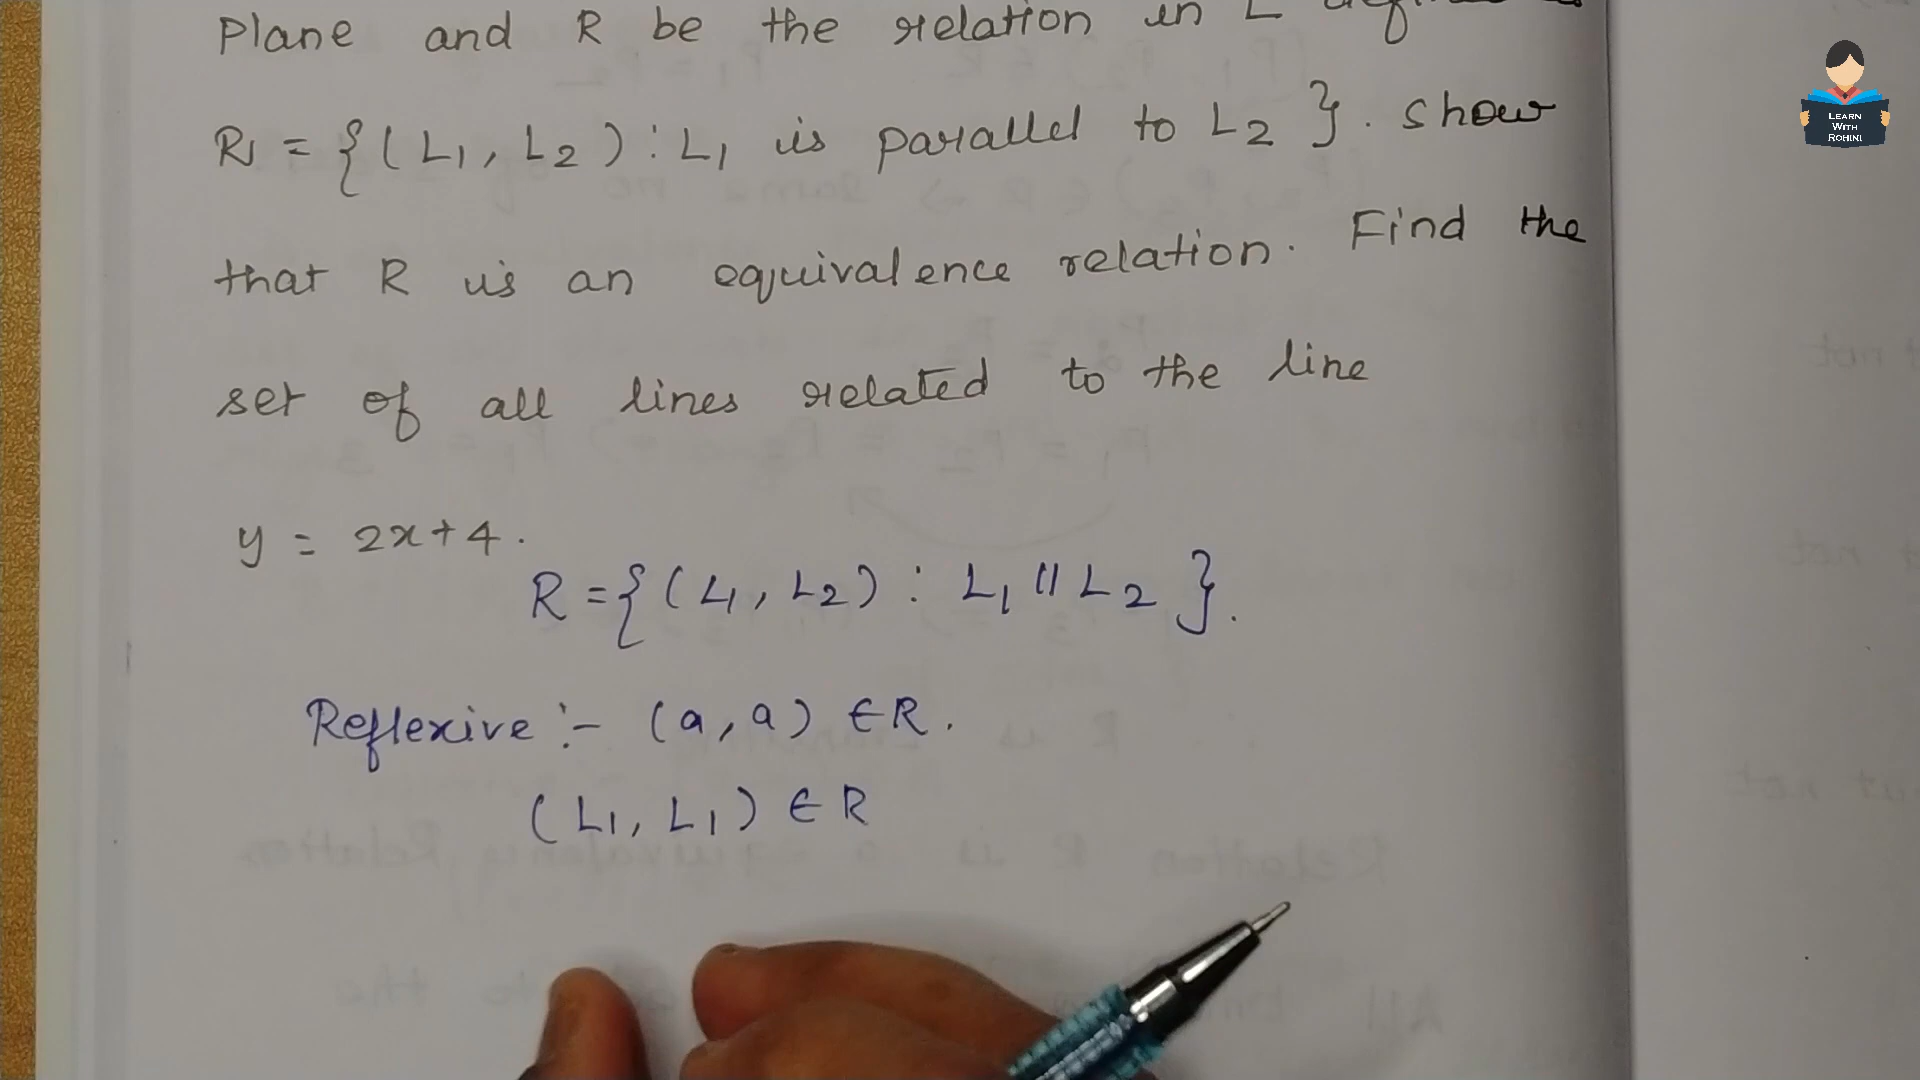 Plane and R be the relation in L
R = { ( L1 , L2 ) : L1 is parallel to L2 } . show
that R is an equivalence relation . Find the
set of all lines related to the line
y = 2x + 4 .
R = { ( L1 , L2 ) : L1 || L2 } .
Reflexive :- ( a , a ) ∈ R .
( L1 , L1 ) ∈ R
LEARN
WITH
ROHINI